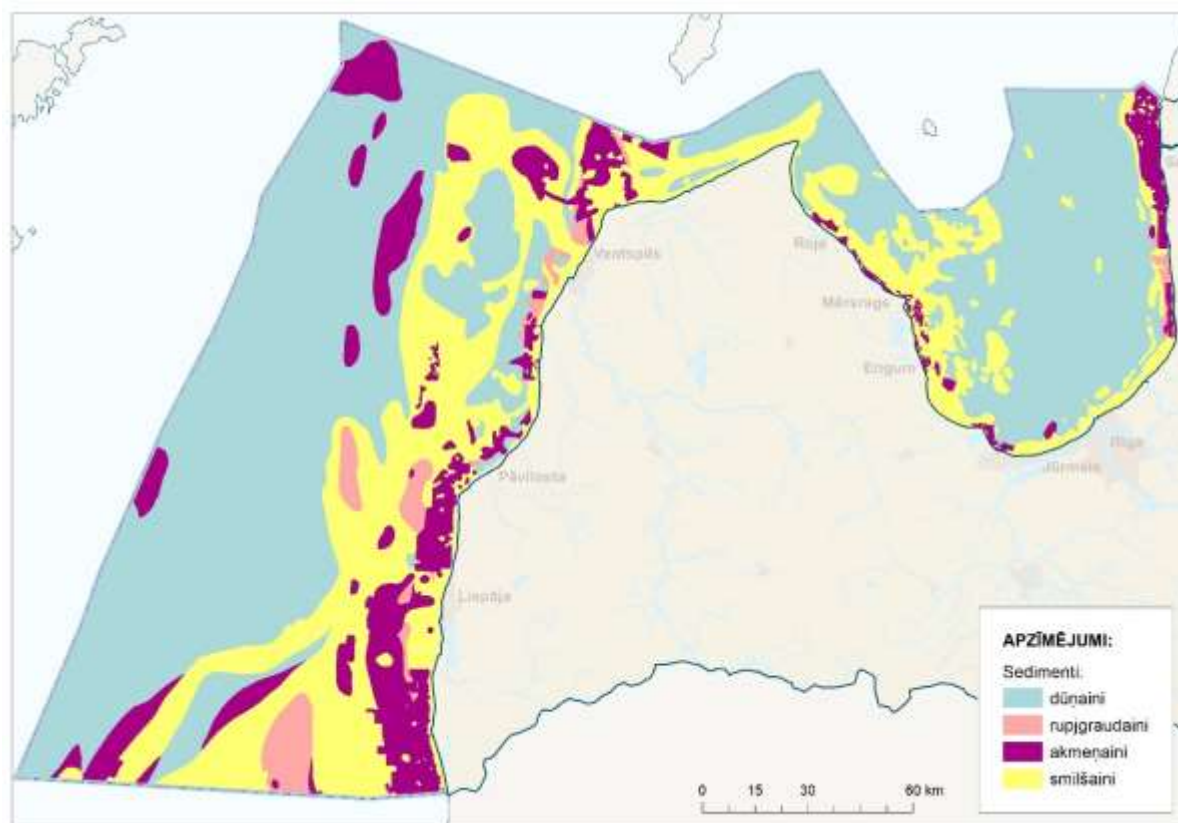 Ventspils
Roja
Mērsrags
Engure
Rīga
Jūrmala
Pāvilosta
Liepāja
APZĪMĒJUMI:
Sedimenti:
dūņaini
rupjgraudaini
akmeņaini
smilšaini
0 15 30 60 km